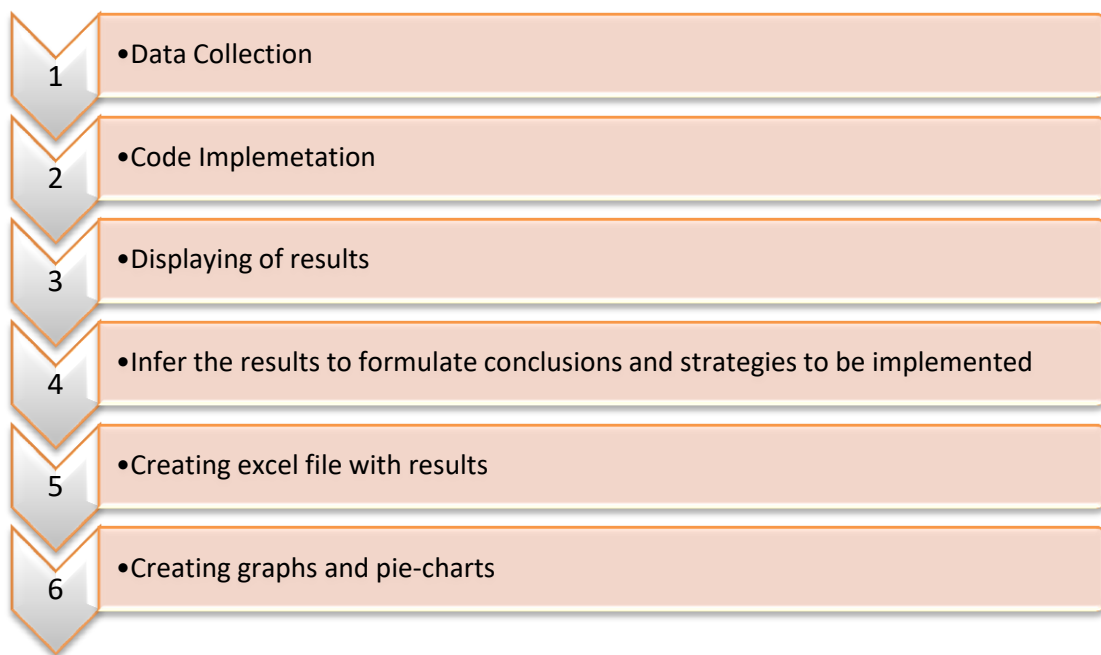 1
•Data Collection
2
•Code Implemetation
3
•Displaying of results
4
•Infer the results to formulate conclusions and strategies to be implemented
5
•Creating excel file with results
6
•Creating graphs and pie-charts